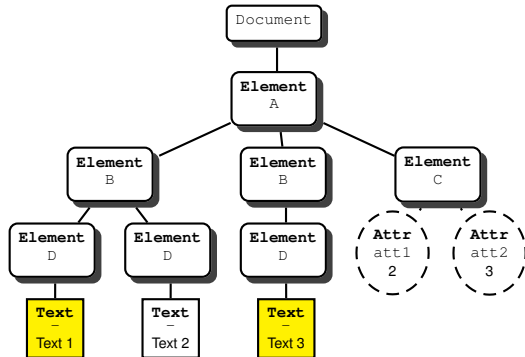 Document
Element
A
Element
B
Element
B
Element
C
Element
D
Element
D
Element
D
Attr
att1
2
Attr
att2
3
Text
–
Text 1
Text
–
Text 2
Text
–
Text 3